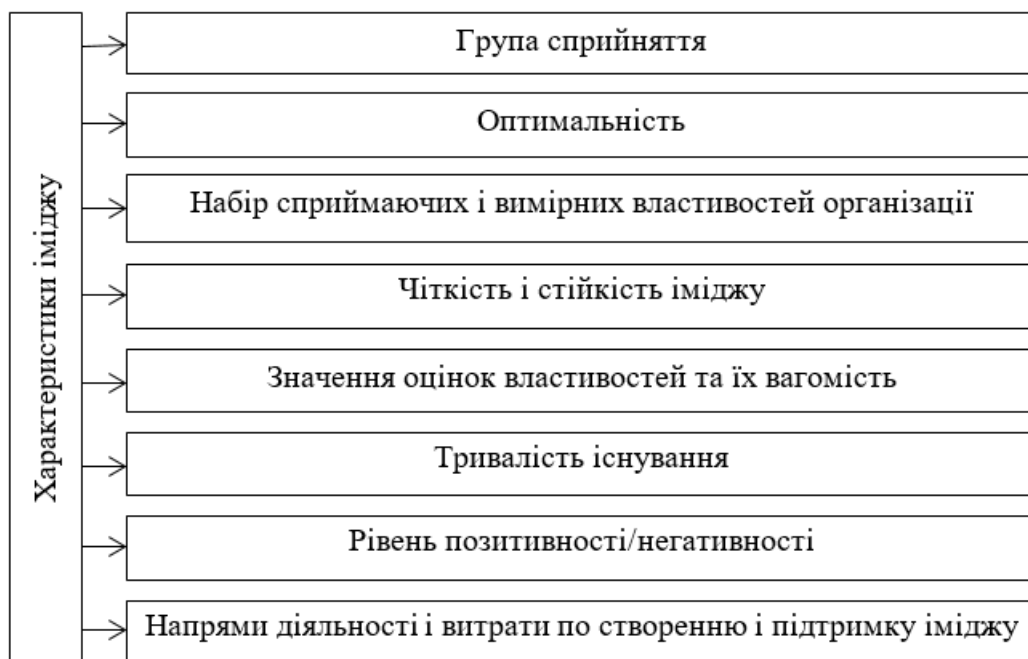 Характеристики іміджу
Група сприйняття
Оптимальність
Набір сприймаючих і вимірних властивостей організації
Чіткість і стійкість іміджу
Значення оцінок властивостей та їх вагомість
Тривалість існування
Рівень позитивності/негативності
Напрями діяльності і витрати по створенню і підтримку іміджу